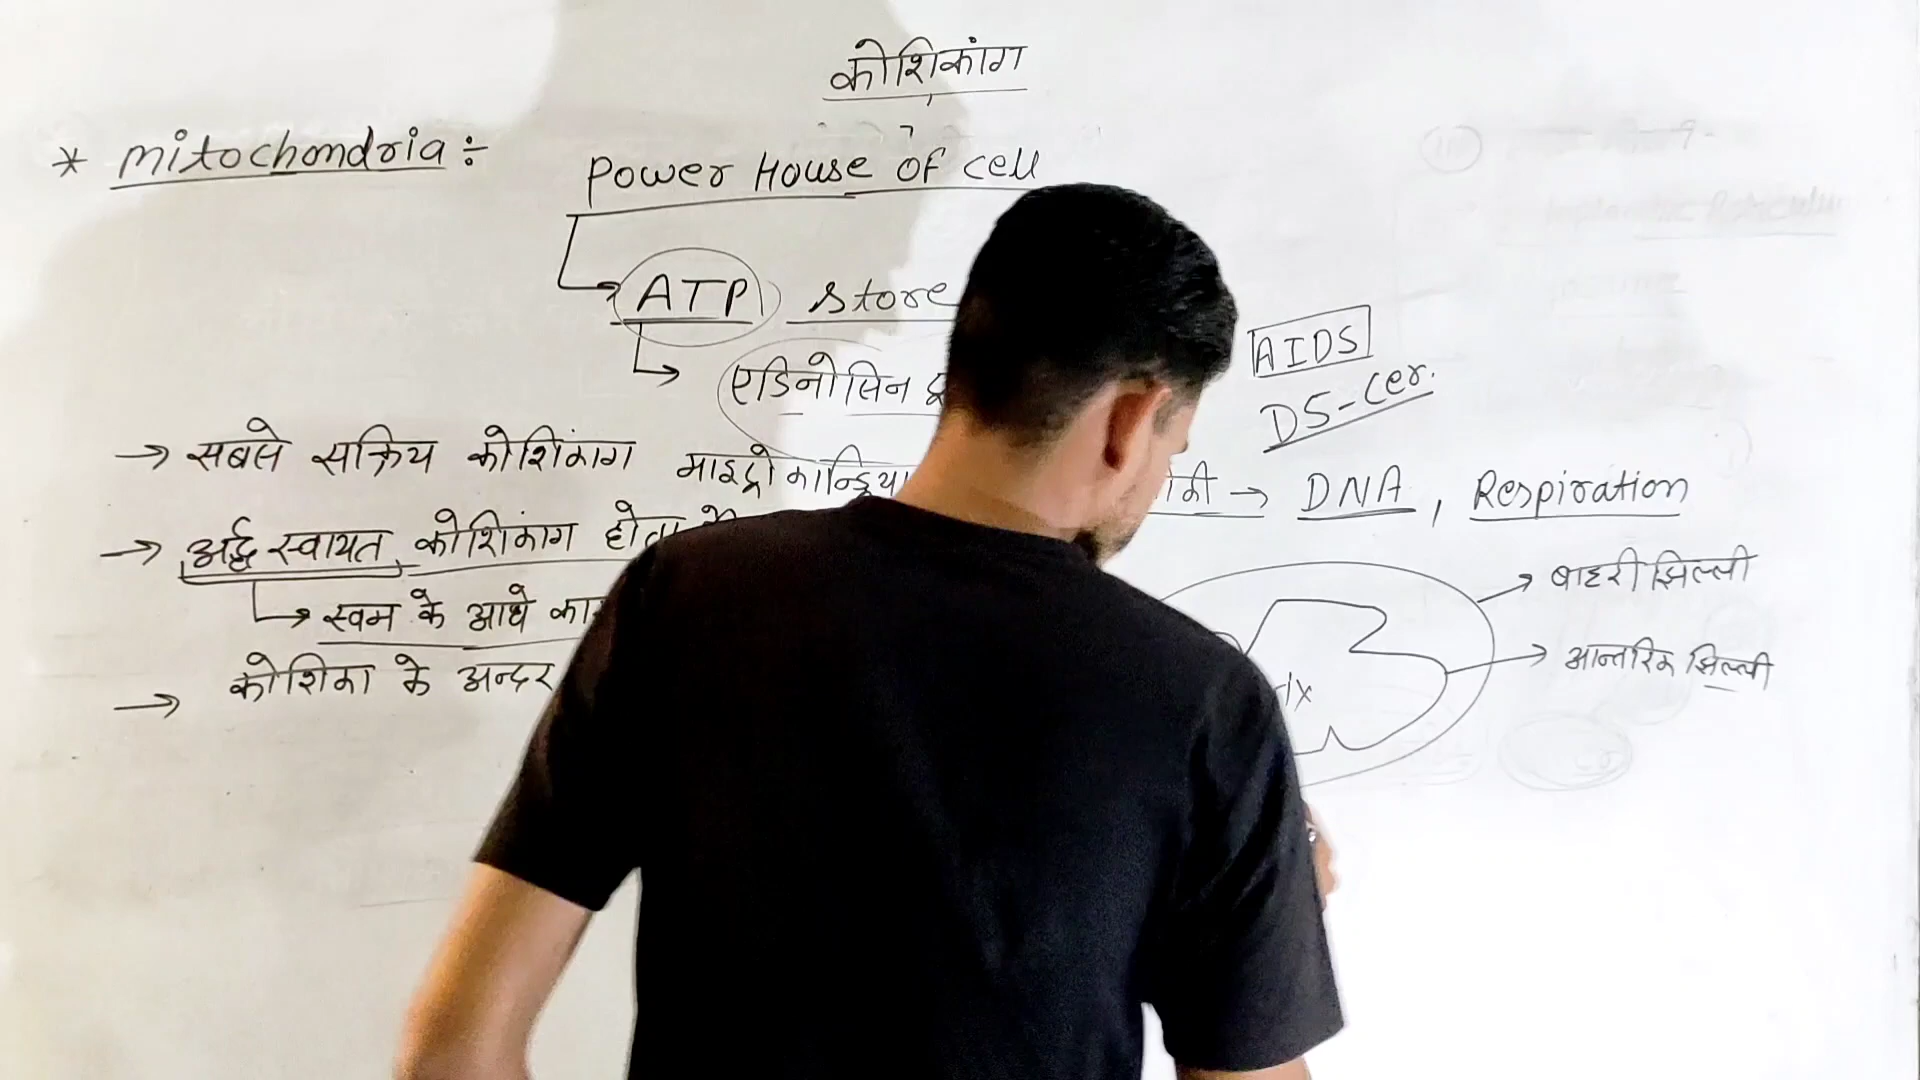 कोशिकांग
* mitochondria ÷
Power House of cell
ATP store
एडिनोसिन
AIDS
DS-Cer.
→ सबसे सक्रिय कोशिकांग माइट्रोकान्ड्रिया
→ DNA, Respiration
→ अर्द्ध स्वायत कोशिकांग होता
बाहरी झिल्ली
स्वम के आधे
आन्तरिक झिल्ली
→ कोशिका के अन्दर